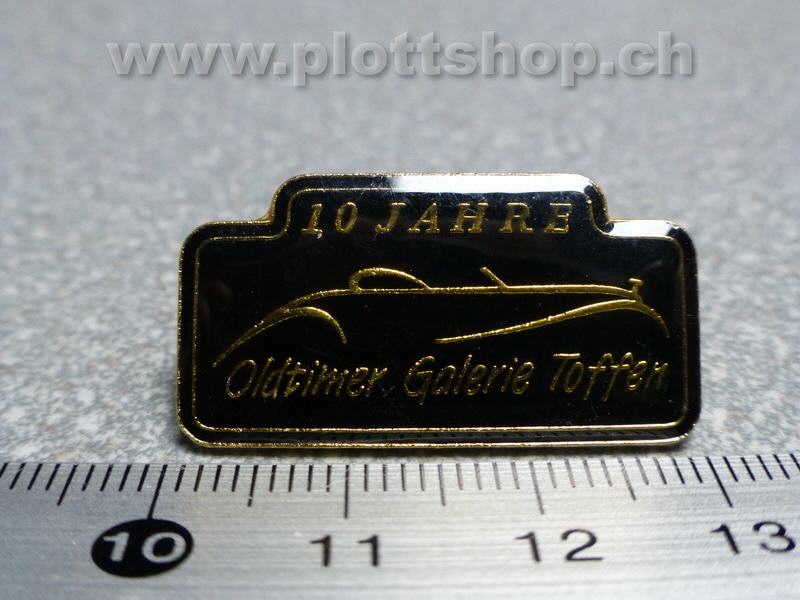 www.plottshop.ch
10 JAHRE
Oldtimer Galerie Toffen
10 11 12 13